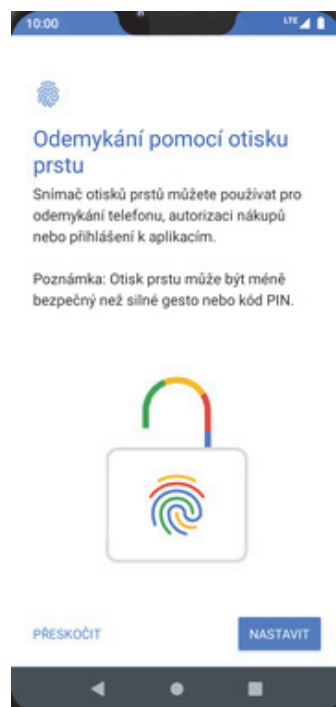 10:00 LTE
Odemykání pomocí otisku
prstu
Snímač otisků prstů můžete používat pro
odemykání telefonu, autorizaci nákupů
nebo přihlášení k aplikacím.
Poznámka: Otisk prstu může být méně
bezpečný než silné gesto nebo kód PIN.
PŘESKOČIT NASTAVIT